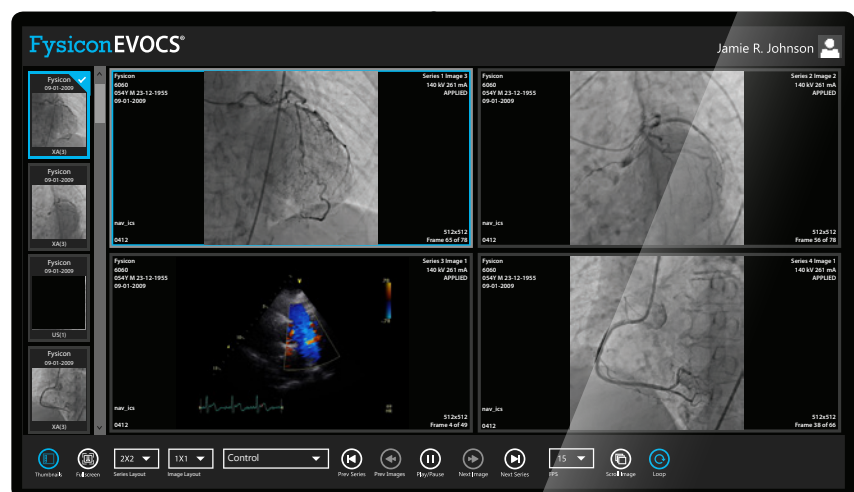 FysiconEVOCS®
Jamie R. Johnson
Fysicon
09-01-2009
XA(3)
Fysicon
09-01-2009
XA(3)
Fysicon
09-01-2009
US(1)
Fysicon
09-01-2009
XA(3)
Fysicon
6060
054Y M 23-12-1955
09-01-2009
Series 1 Image 3
140 kV 261 mA
APPLIED
nav_ics
0412
512x512
Frame 65 of 78
Fysicon
6060
054Y M 23-12-1955
09-01-2009
Series 2 Image 2
140 kV 261 mA
APPLIED
nav_ics
0412
512x512
Frame 56 of 78
Fysicon
6060
054Y M 23-12-1955
09-01-2009
Series 3 Image 1
140 kV 261 mA
APPLIED
nav_ics
0412
512x512
Frame 4 of 49
Fysicon
6060
054Y M 23-12-1955
09-01-2009
Series 4 Image 1
140 kV 261 mA
APPLIED
nav_ics
0412
512x512
Frame 38 of 66
Thumbnails
Fullscreen
2X2
Series Layout
1X1
Image Layout
Control
Prev Series
Prev Images
Play/Pause
Next Image
Next Series
15
FPS
Scroll Image
Loop